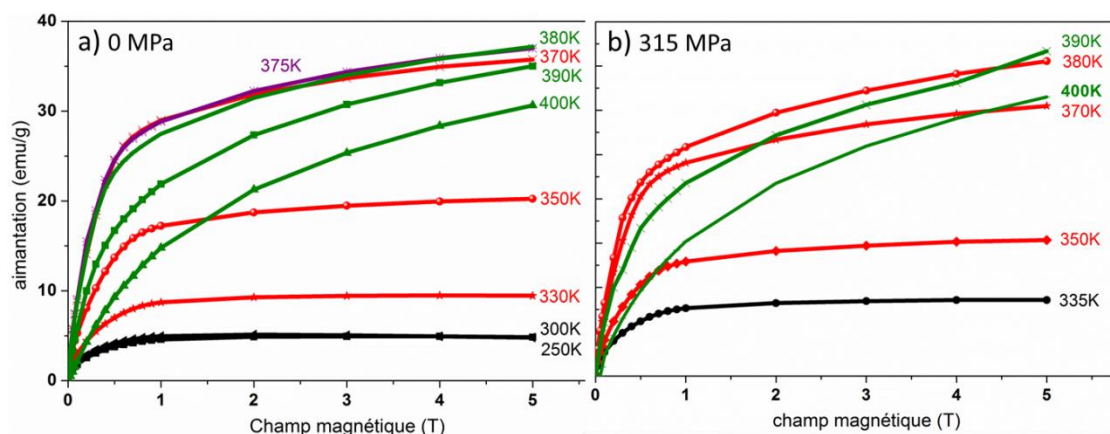 a) 0 MPa
40
30
20
10
0
aimantation (emu/g)
375K
380K
370K
390K
400K
350K
330K
300K
250K
0 1 2 3 4 5
Champ magnétique (T)
b) 315 MPa
390K
380K
400K
370K
350K
335K
0 1 2 3 4 5
champ magnétique (T)